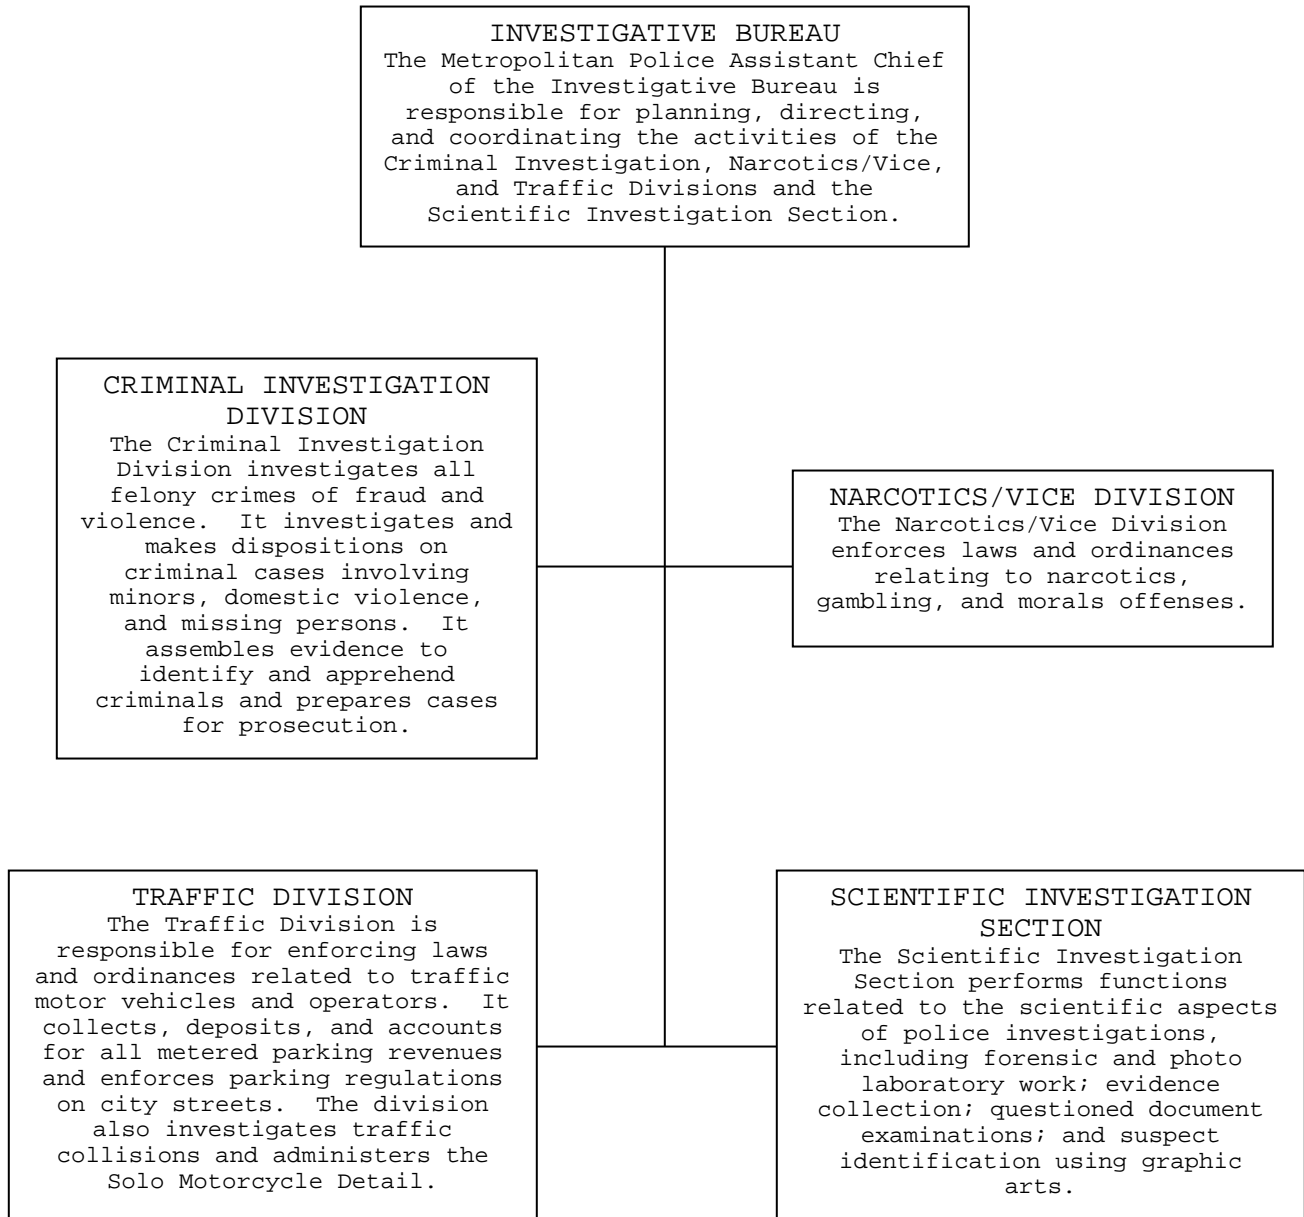 INVESTIGATIVE BUREAU
The Metropolitan Police Assistant Chief
of the Investigative Bureau is
responsible for planning, directing,
and coordinating the activities of the
Criminal Investigation, Narcotics/Vice,
and Traffic Divisions and the
Scientific Investigation Section.
CRIMINAL INVESTIGATION
DIVISION
The Criminal Investigation
Division investigates all
felony crimes of fraud and
violence.  It investigates and
makes dispositions on
criminal cases involving
minors, domestic violence,
and missing persons.  It
assembles evidence to
identify and apprehend
criminals and prepares cases
for prosecution.
NARCOTICS/VICE DIVISION
The Narcotics/Vice Division
enforces laws and ordinances
relating to narcotics,
gambling, and morals offenses.
TRAFFIC DIVISION
The Traffic Division is
responsible for enforcing laws
and ordinances related to traffic
motor vehicles and operators.  It
collects, deposits, and accounts
for all metered parking revenues
and enforces parking regulations
on city streets.  The division
also investigates traffic
collisions and administers the
Solo Motorcycle Detail.
SCIENTIFIC INVESTIGATION
SECTION
The Scientific Investigation
Section performs functions
related to the scientific aspects
of police investigations,
including forensic and photo
laboratory work; evidence
collection; questioned document
examinations; and suspect
identification using graphic
arts.